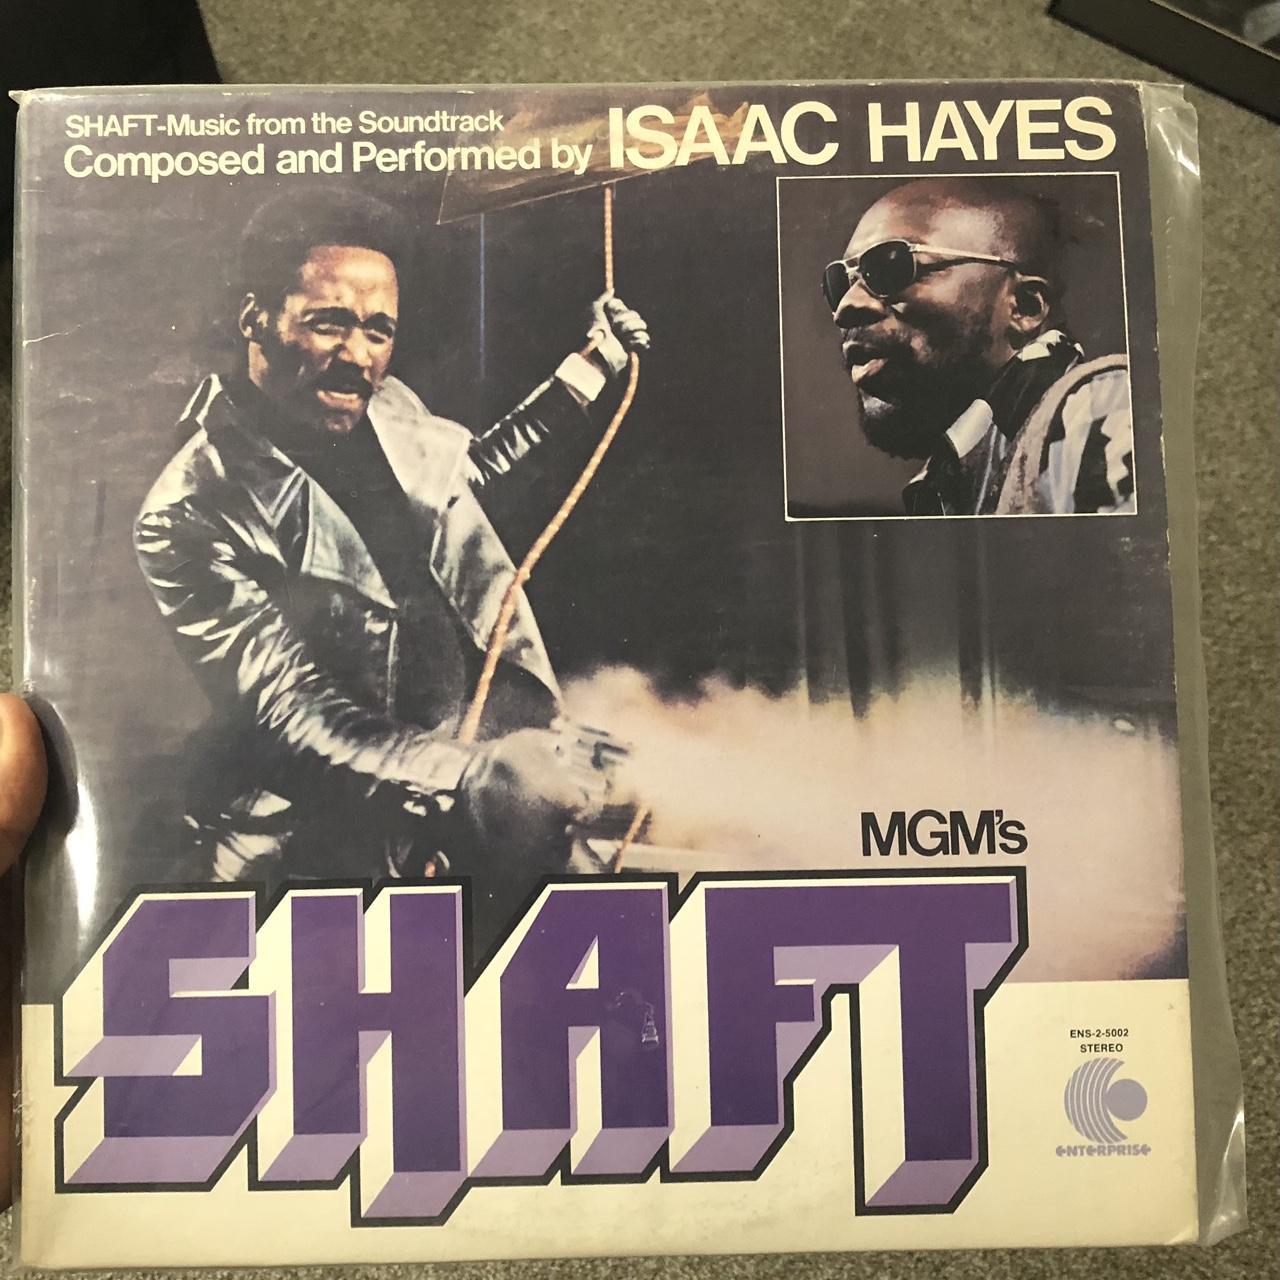 SHAFT-Music from the Soundtrack
Composed and Performed by ISAAC HAYES
MGM's
SHAFT
ENS-2-5002
STEREO
ENTERPRISE